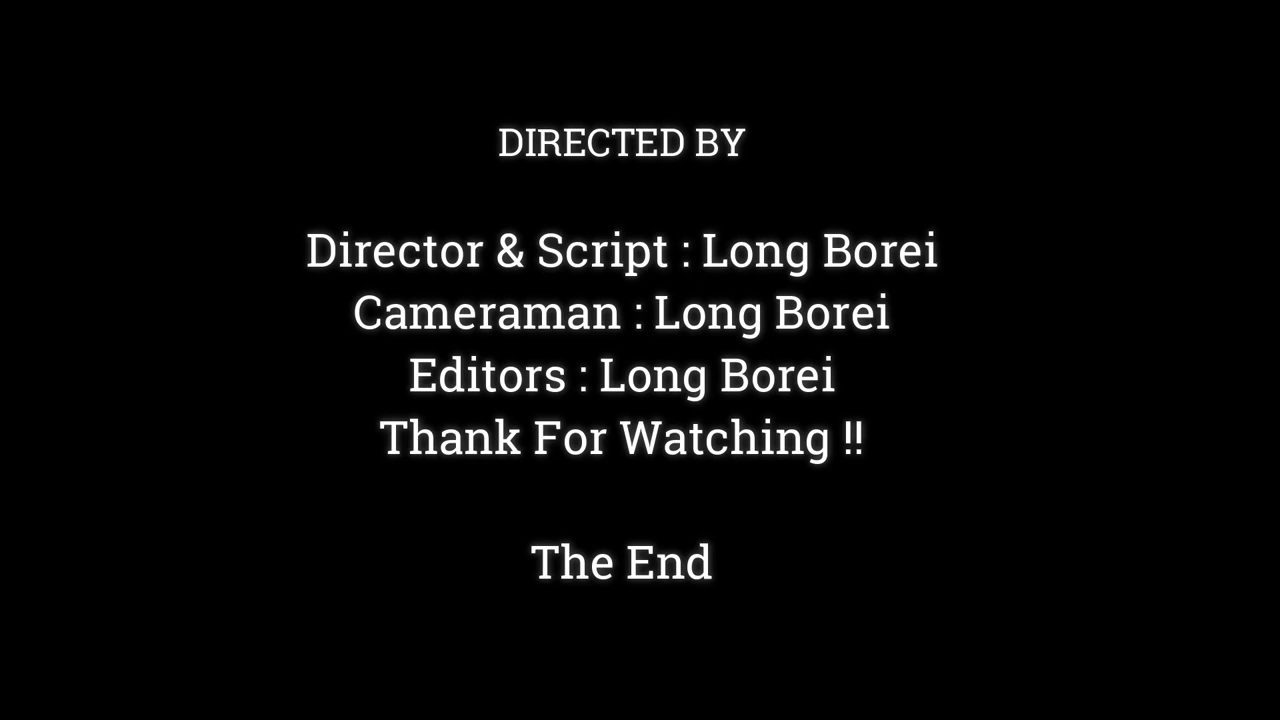 DIRECTED BY
Director & Script : Long Borei
Cameraman : Long Borei
Editors : Long Borei
Thank For Watching !!
The End